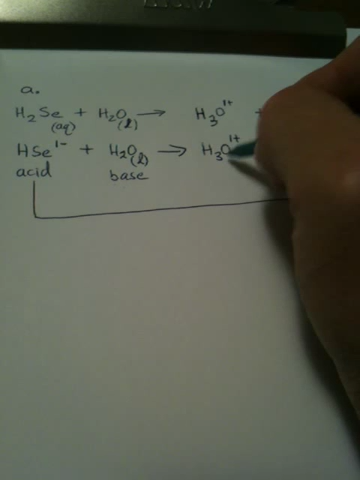 a.
H₂Se (aq) + H₂O (l) → H₃O¹⁺ +
HSe¹⁻ + H₂O (l) → H₃O¹⁺
acid base